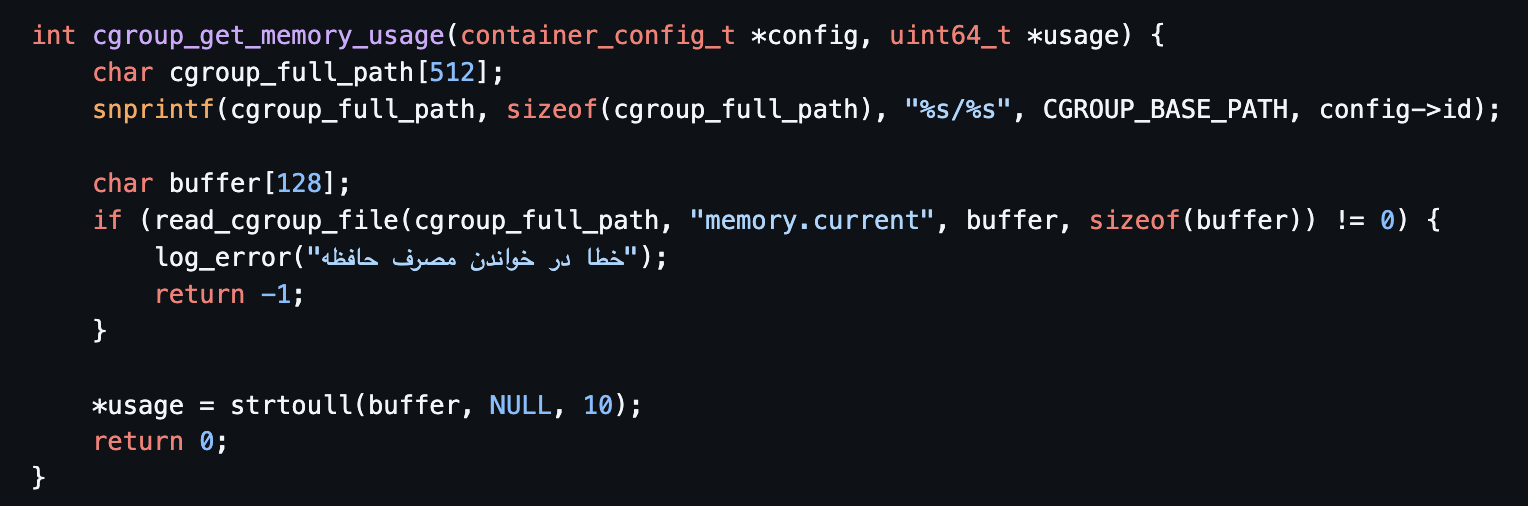 int cgroup_get_memory_usage(container_config_t *config, uint64_t *usage) {
    char cgroup_full_path[512];
    snprintf(cgroup_full_path, sizeof(cgroup_full_path), "%s/%s", CGROUP_BASE_PATH, config->id);

    char buffer[128];
    if (read_cgroup_file(cgroup_full_path, "memory.current", buffer, sizeof(buffer)) != 0) {
        log_error("خطا در خواندن مصرف حافظه");
        return -1;
    }

    *usage = strtoull(buffer, NULL, 10);
    return 0;
}